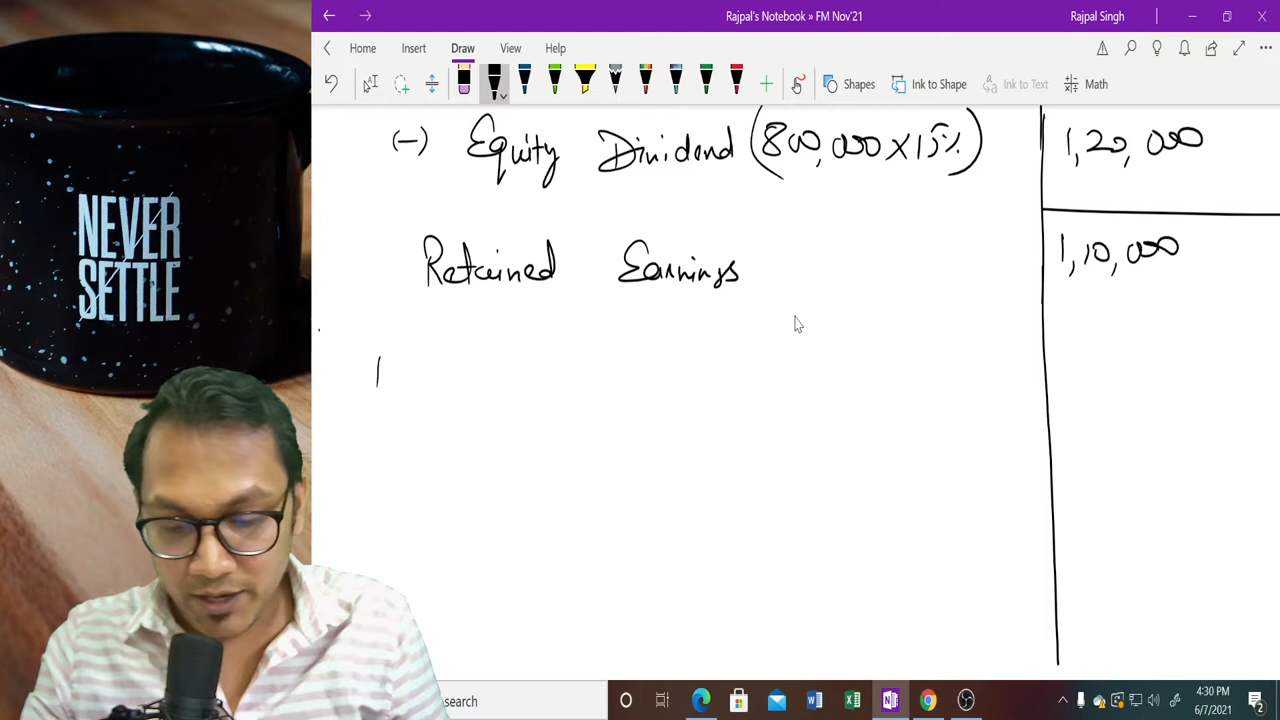 Rajpal's Notebook » FM Nov'21
Rajpal Singh
Home Insert Draw View Help
Shapes Ink to Shape Ink to Text Math
(-) Equity Dividend (800,000 x 15%) 1,20,000
Retained Earnings 1,10,000
NEVER
SETTLE
search
4:30 PM
6/7/2021
2